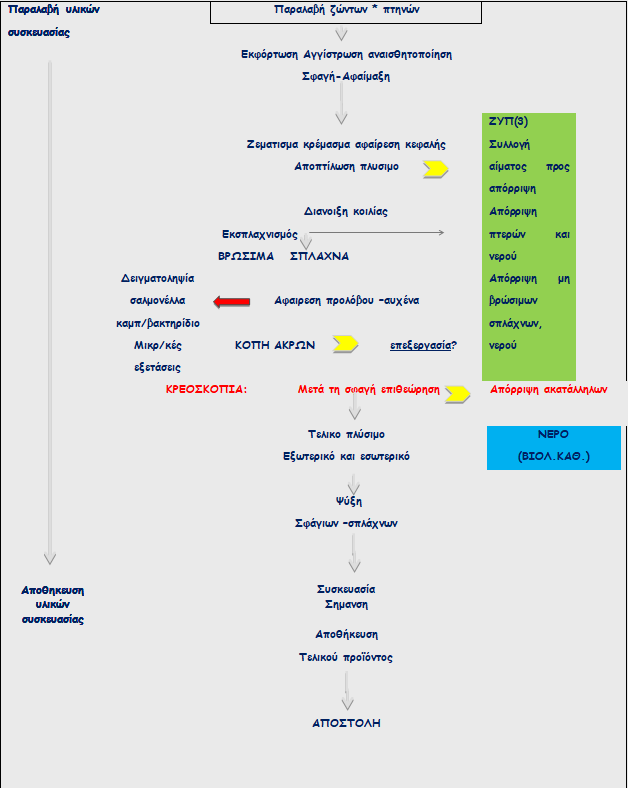 Παραλαβή υλικών
συσκευασίας
Παραλαβή ζώντων * πτηνών
Εκφόρτωση Αγγίστρωση αναισθητοποίηση
Σφαγή-Αφαίμαξη
Ζεματισμα κρέμασμα αφαίρεση κεφαλής
Αποπτίλωση πλυσιμο
Διανοιξη κοιλίας
Εκσπλαχνισμός
ΒΡΩΣΙΜΑ ΣΠΛΑΧΝΑ
ΖΥΠ(3)
Συλλογή
αίματος προς
απόρριψη
Απόρριψη
πτερών και
νερού
Απόρριψη μη
βρώσιμων
σπλάχνων,
νερού
Δειγματοληψία
σαλμονέλλα
καμπ/βακτηρίδιο
Μικρ/κές
εξετάσεις
Αφαιρεση προλόβου –αυχένα
ΚΟΠΗ ΑΚΡΩΝ
επεξεργασία?
ΚΡΕΟΣΚΟΠΙΑ: Μετά τη σφαγή επιθεώρηση
Απόρριψη ακατάλληλων
Τελικο πλύσιμο
Εξωτερικό και εσωτερικό
ΝΕΡΟ
(ΒΙΟΛ.ΚΑΘ.)
Ψύξη
Σφάγιων –σπλάχνων
Αποθηκευση
υλικών
συσκευασίας
Συσκευασία
Σημανση
Αποθήκευση
Τελικού προϊόντος
ΑΠΟΣΤΟΛΗ